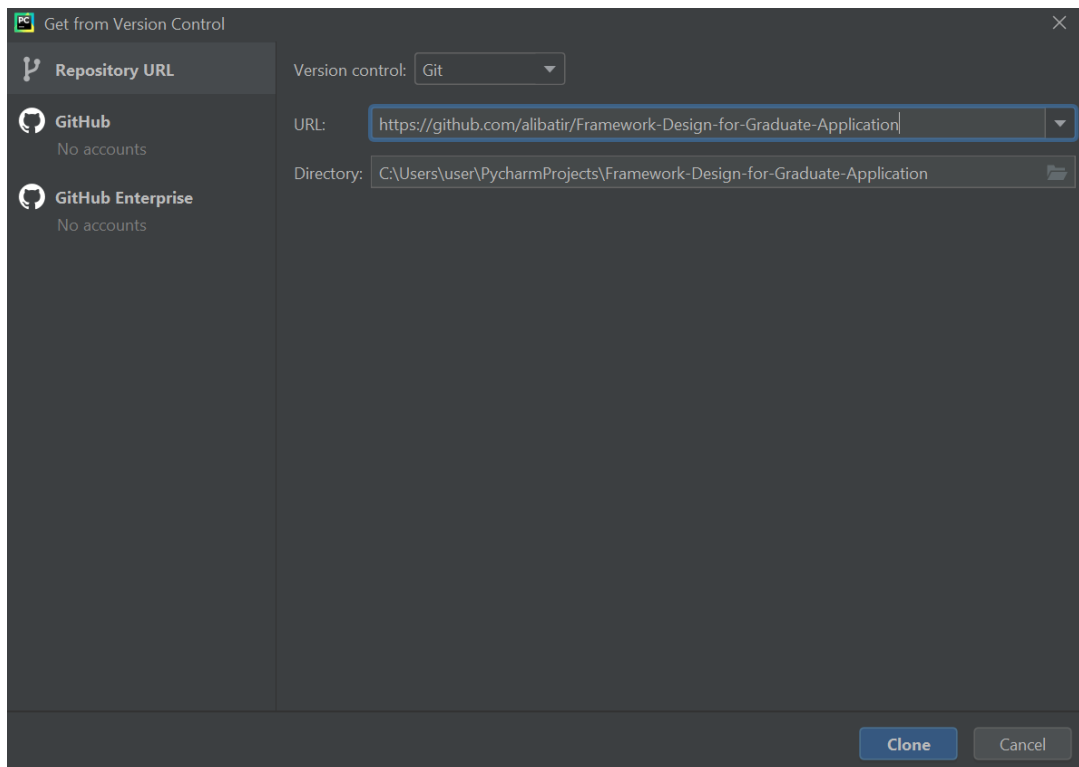 PC Get from Version Control
Repository URL
GitHub
No accounts
GitHub Enterprise
No accounts
Version control: Git
URL: https://github.com/alibatir/Framework-Design-for-Graduate-Application
Directory: C:\Users\user\PycharmProjects\Framework-Design-for-Graduate-Application
Clone Cancel